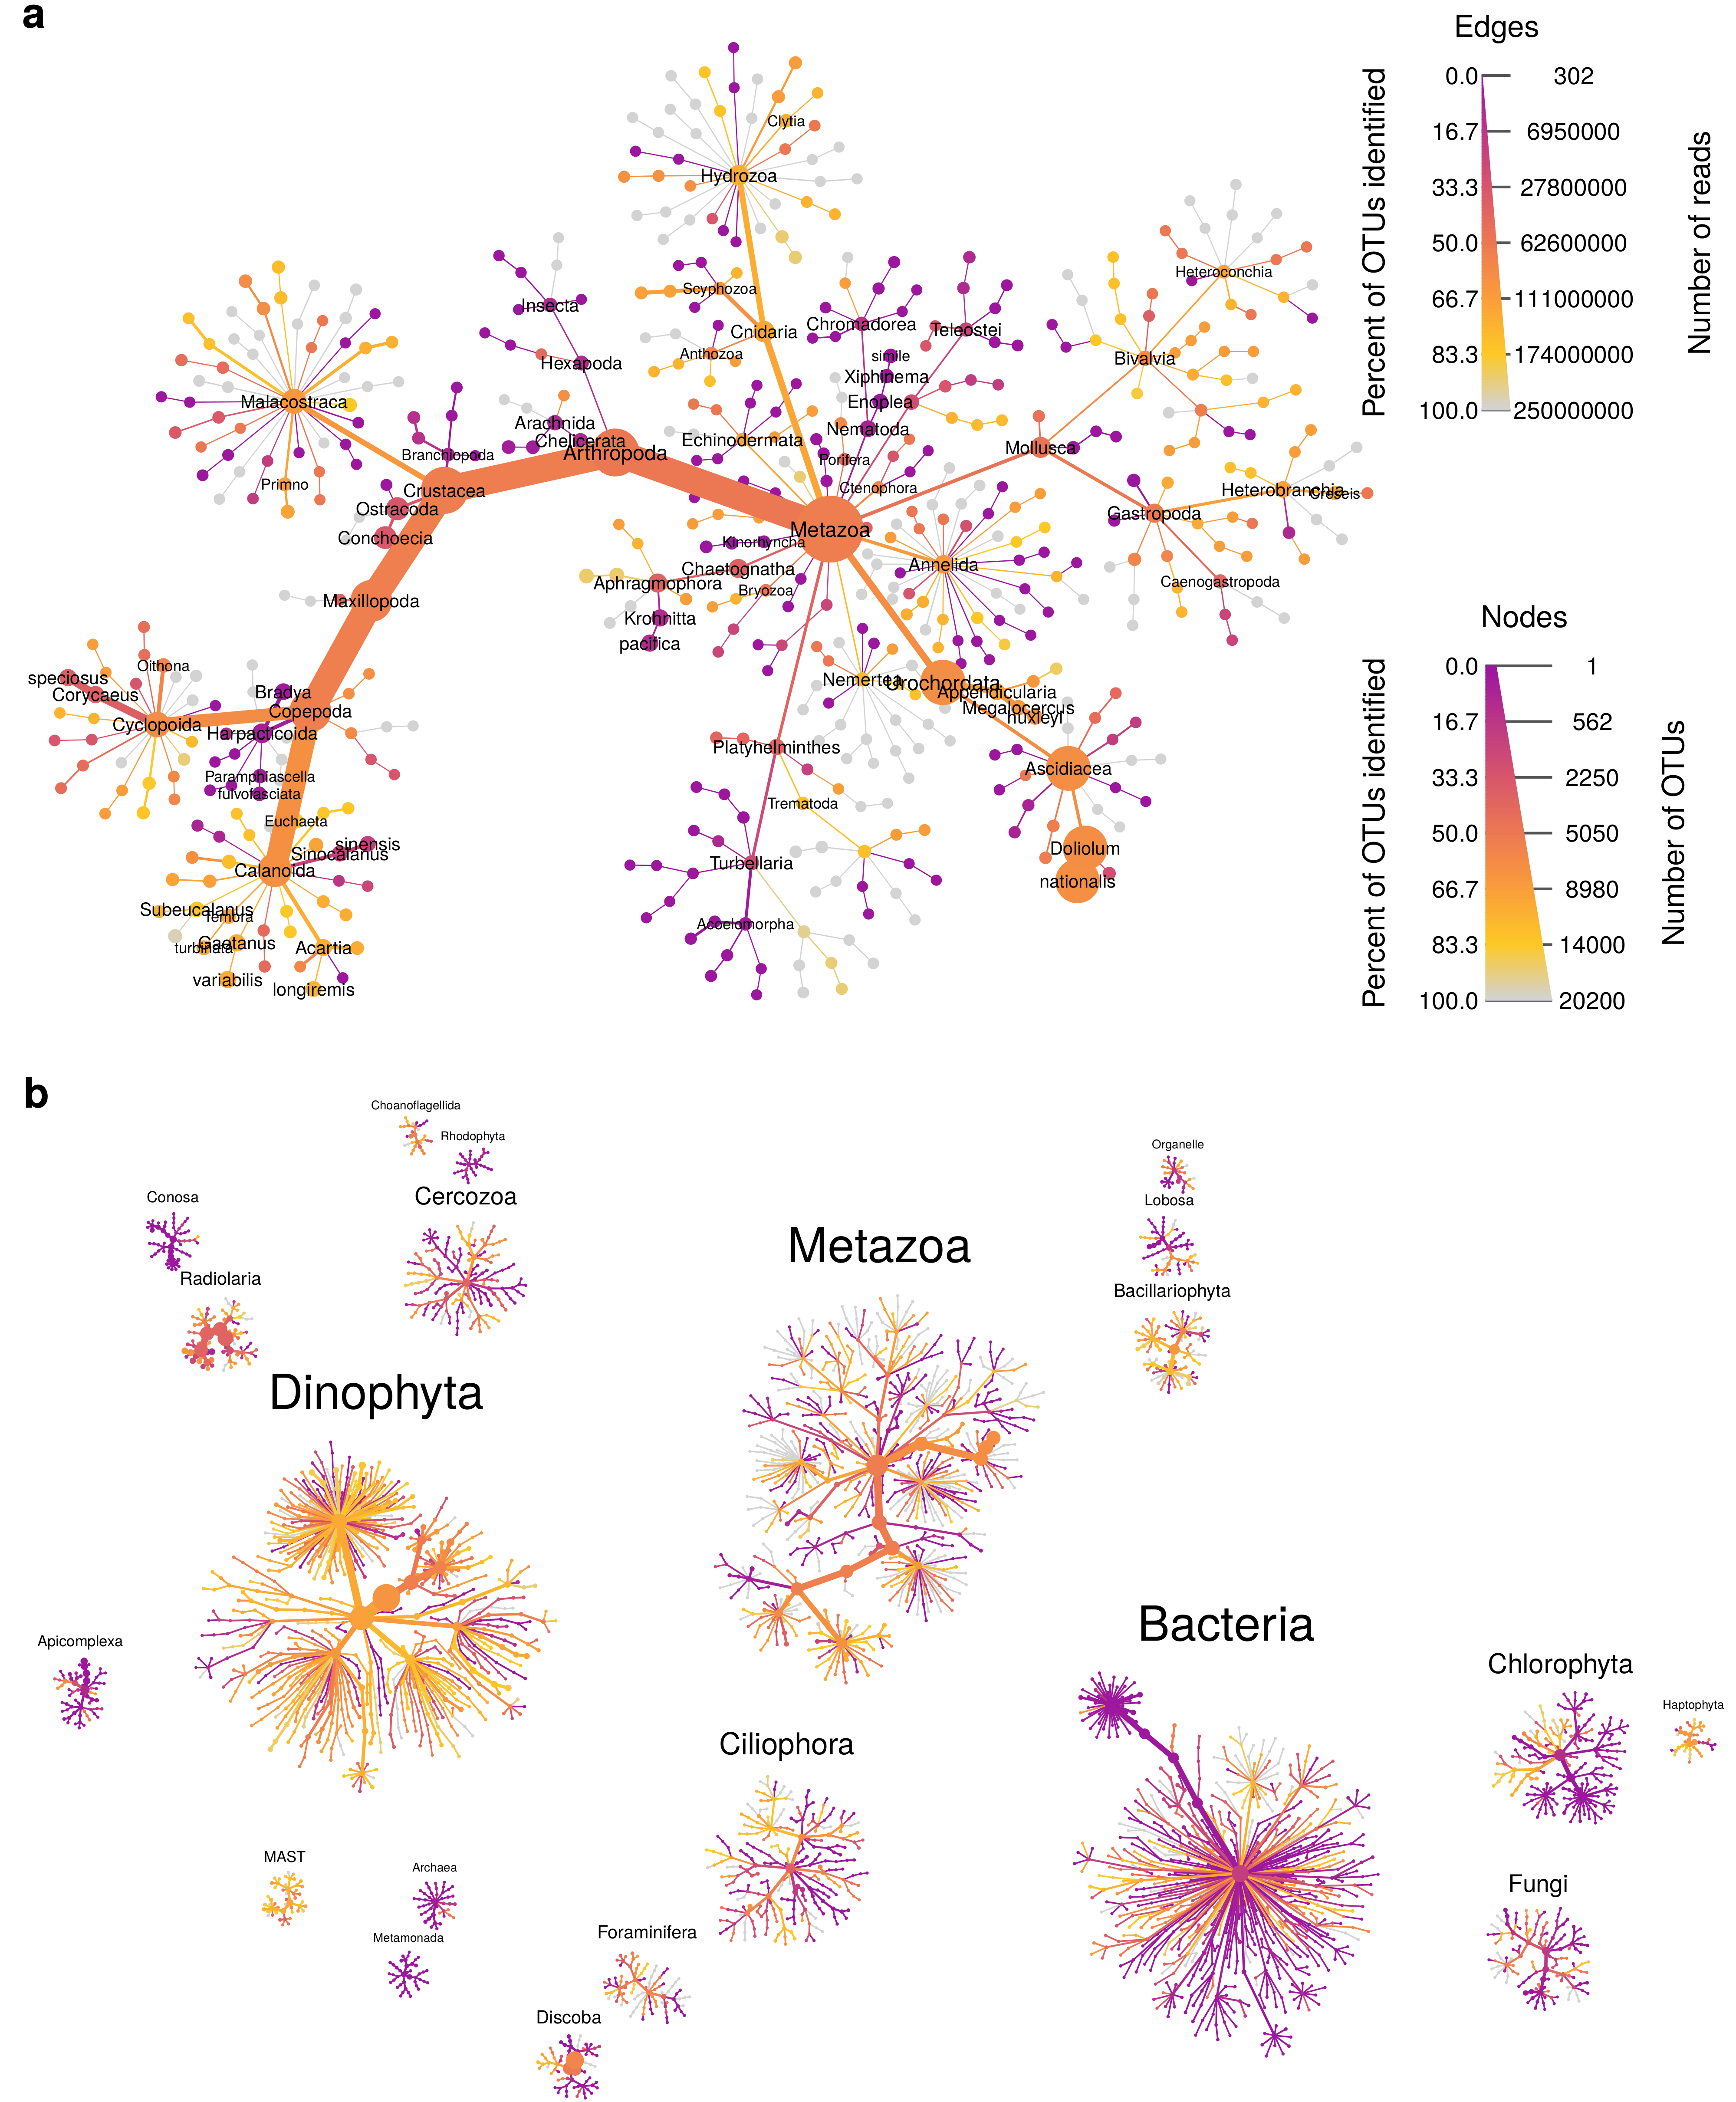 a
Edges
Percent of OTUs identified
Number of reads
0.0 302
16.7 6950000
33.3 27800000
50.0 62600000
66.7 111000000
83.3 174000000
100.0 250000000
Nodes
Percent of OTUs identified
Number of OTUs
0.0 1
16.7 562
33.3 2250
50.0 5050
66.7 8980
83.3 14000
100.0 20200
Clytia
Hydrozoa
Heteroconchia
Scyphozoa
Insecta
Chromadorea
Teleostei
Cnidaria
Anthozoa
simile
Bivalvia
Hexapoda
Xiphinema
Malacostraca
Enoplea
Arachnida
Nematoda
Chelicerata
Echinodermata
Arthropoda
Mollusca
Branchiopoda
Porifera
Primno
Crustacea
Ctenophora
Heterobranchia
Creseis
Ostracoda
Gastropoda
Conchoecia
Metazoa
Kinorhyncha
Chaetognatha
Annelida
Aphragmophora
Caenogastropoda
Bryozoa
Maxillopoda
Krohnitta
pacifica
Oithona
speciosus
Corycaeus
Bradya
Nemertea
Urochordata
Appendicularia
Megalocercus
huxleyi
Copepoda
Cyclopoida
Harpacticoida
Platyhelminthes
Ascidiacea
Paramphiascella
fulvofasciata
Trematoda
Euchaeta
sinensis
Sinocalanus
Doliolum
Calanoida
Turbellaria
nationalis
Subeucalanus
Temora
Acoelomorpha
Gaetanus
turbinata
Acartia
variabilis
longiremis
b
Choanoflagellida
Rhodophyta
Organelle
Conosa
Cercozoa
Lobosa
Metazoa
Radiolaria
Bacillariophyta
Dinophyta
Bacteria
Apicomplexa
Chlorophyta
Haptophyta
Ciliophora
MAST
Archaea
Fungi
Metamonada
Foraminifera
Discoba